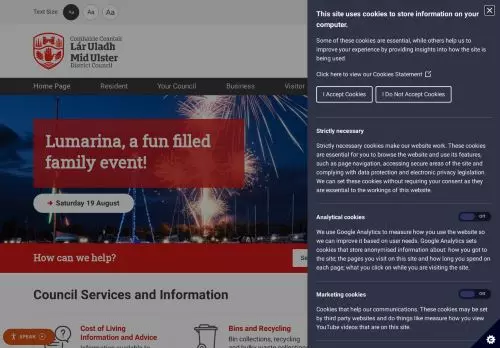 Text Size: Aa Aa Aa
Comhairle Ceantair
Lár Uladh
Mid Ulster
District Council
Home Page Resident Your Council Business Visitor
Lumarina, a fun filled
family event!
Saturday 19 August
How can we help?
Council Services and Information
Cost of Living
Information and Advice
Bins and Recycling
Bin collections, recycling
SPEAK
This site uses cookies to store information on your
computer.
Some of these cookies are essential, while others help us to
improve your experience by providing insights into how the site is
being used.
Click here to view our Cookies Statement
I Accept Cookies I Do Not Accept Cookies
Strictly necessary
Strictly necessary cookies make our website work. These cookies
are essential for you to browse the website and use its features,
such as page navigation, accessing secure areas of the site and
complying with data protection and electronic privacy legislation.
We can set these cookies without requiring your consent as they
are essential to the workings of this website.
Analytical cookies Off
We use Google Analytics to measure how you use the website so
we can improve it based on user needs. Google Analytics sets
cookies that store anonymised information about: how you got to
the site; the pages you visit on this site and how long you spend on
each page; what you click on while you are visiting the site.
Marketing cookies Off
Cookies that help our communications. These cookies may be set
by third party websites and do things like measure how you view
YouTube videos that are on this site.